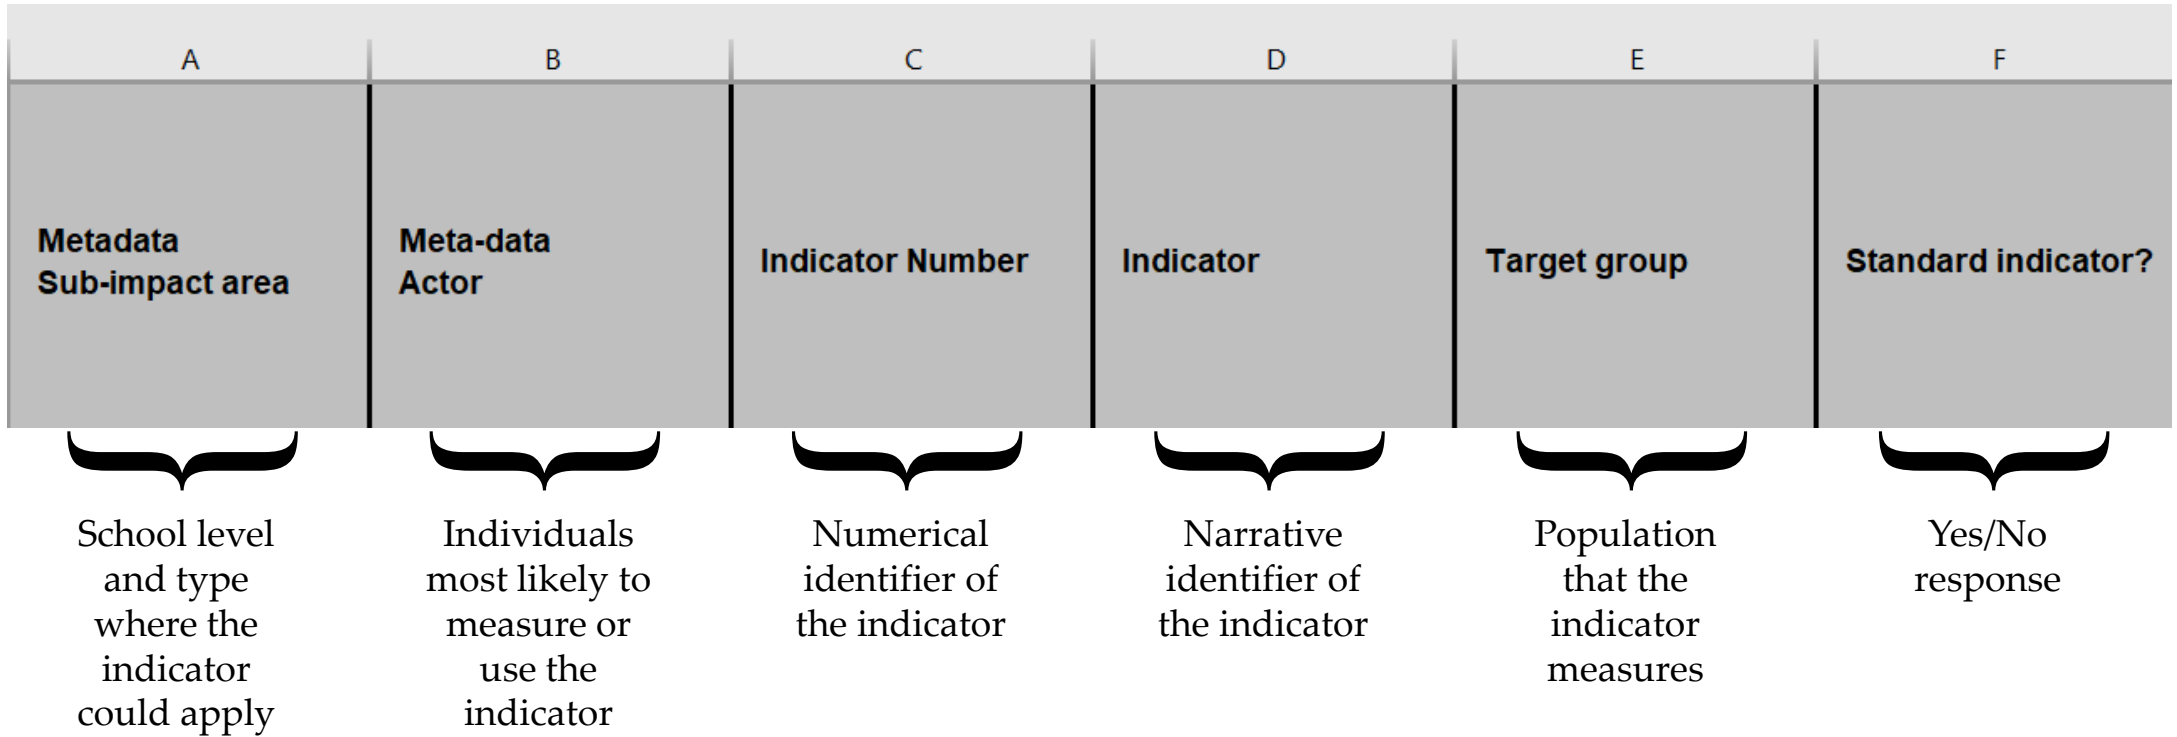 A
B
C
D
E
F
Metadata
Sub-impact area
Meta-data
Actor
Indicator Number
Indicator
Target group
Standard indicator?
School level
and type
where the
indicator
could apply
Individuals
most likely to
measure or
use the
indicator
Numerical
identifier of
the indicator
Narrative
identifier of
the indicator
Population
that the
indicator
measures
Yes/No
response